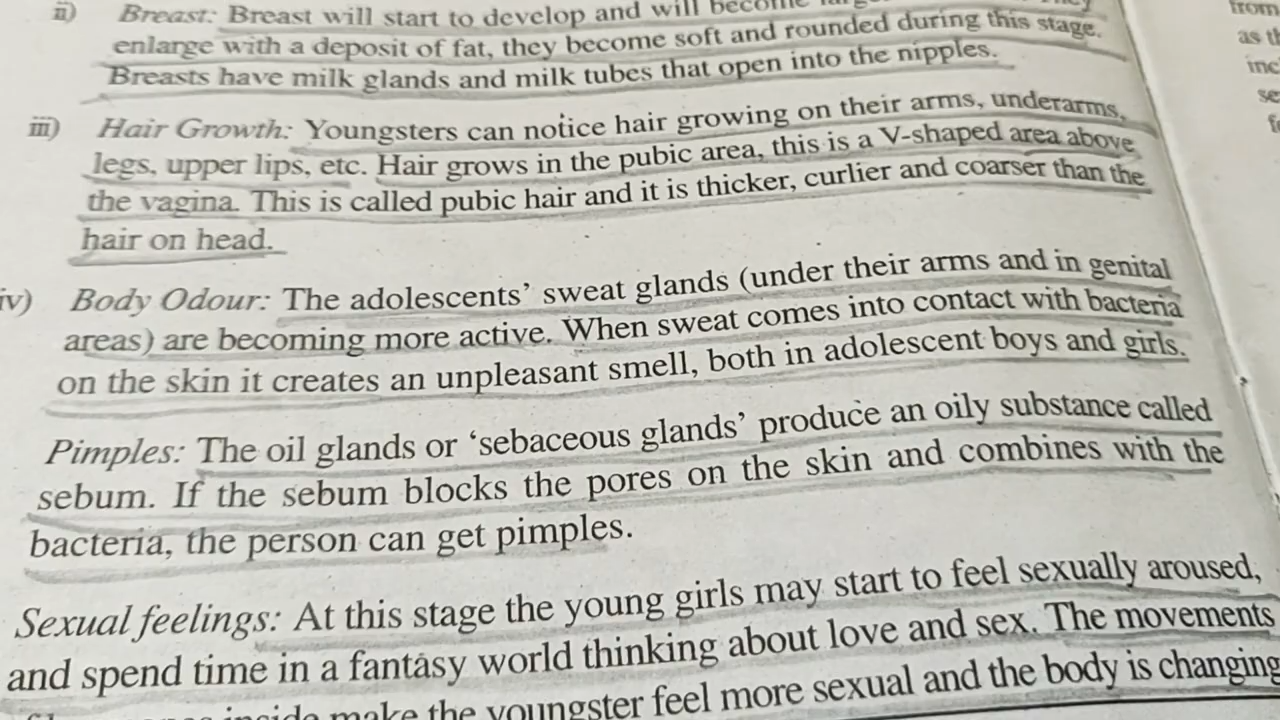 ii) Breast: Breast will start to develop and will become
enlarge with a deposit of fat, they become soft and rounded during this stage.
Breasts have milk glands and milk tubes that open into the nipples.
iii) Hair Growth: Youngsters can notice hair growing on their arms, underarms,
legs, upper lips, etc. Hair grows in the pubic area, this is a V-shaped area above
the vagina. This is called pubic hair and it is thicker, curlier and coarser than the
hair on head.
iv) Body Odour: The adolescents' sweat glands (under their arms and in genital
areas) are becoming more active. When sweat comes into contact with bacteria
on the skin it creates an unpleasant smell, both in adolescent boys and girls.
Pimples: The oil glands or 'sebaceous glands' produce an oily substance called
sebum. If the sebum blocks the pores on the skin and combines with the
bacteria, the person can get pimples.
Sexual feelings: At this stage the young girls may start to feel sexually aroused,
and spend time in a fantasy world thinking about love and sex. The movements
inside make the youngster feel more sexual and the body is changing
from
as